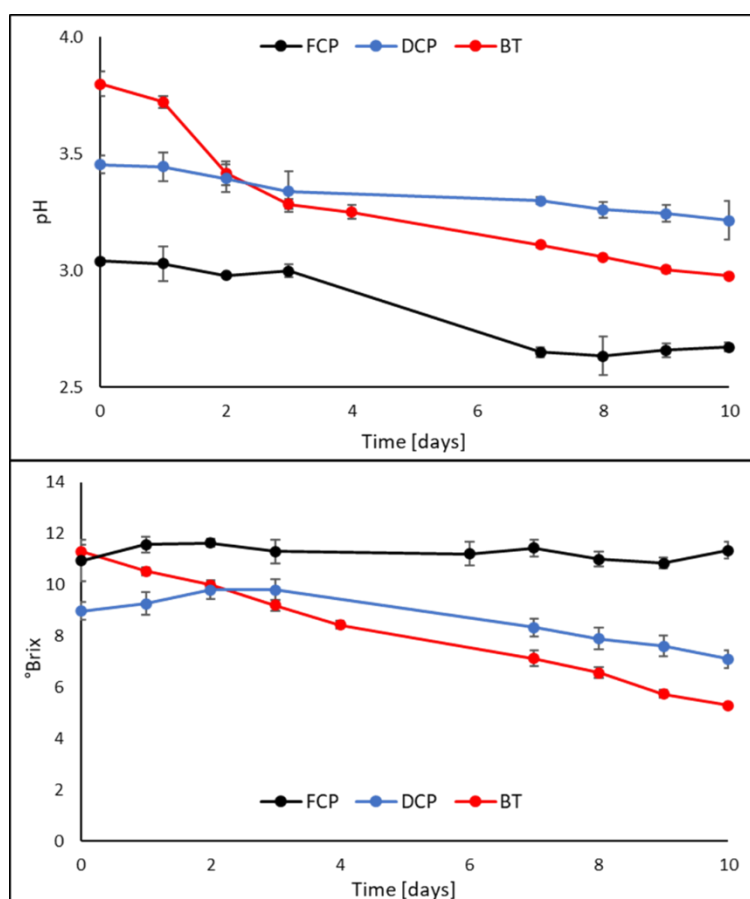 4.0
FCP DCP BT
3.5
pH
3.0
2.5
0 2 4 6 8 10
Time [days]
14
12
10
8
°Brix
6
4
2
FCP DCP BT
0
0 2 4 6 8 10
Time [days]